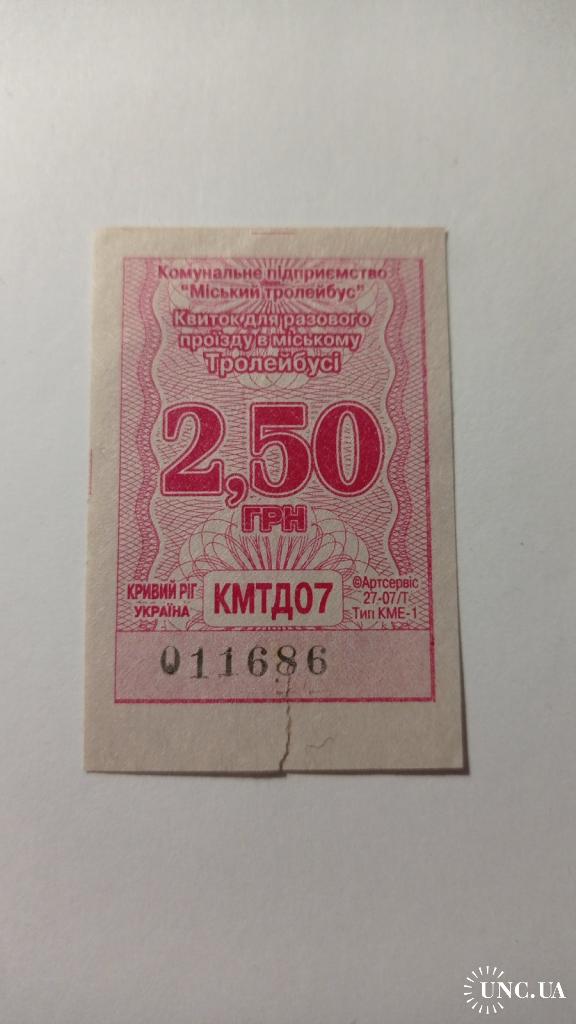 Комунальне підприємство
"Міський тролейбус"
Квиток для разового
проїзду в міському
Тролейбусі
2,50
ГРН
КРИВИЙ РІГ
УКРАЇНА
КМТД07
©Артсервіс
27-07/Т
Тип КМЕ-1
011686
UNC.UA